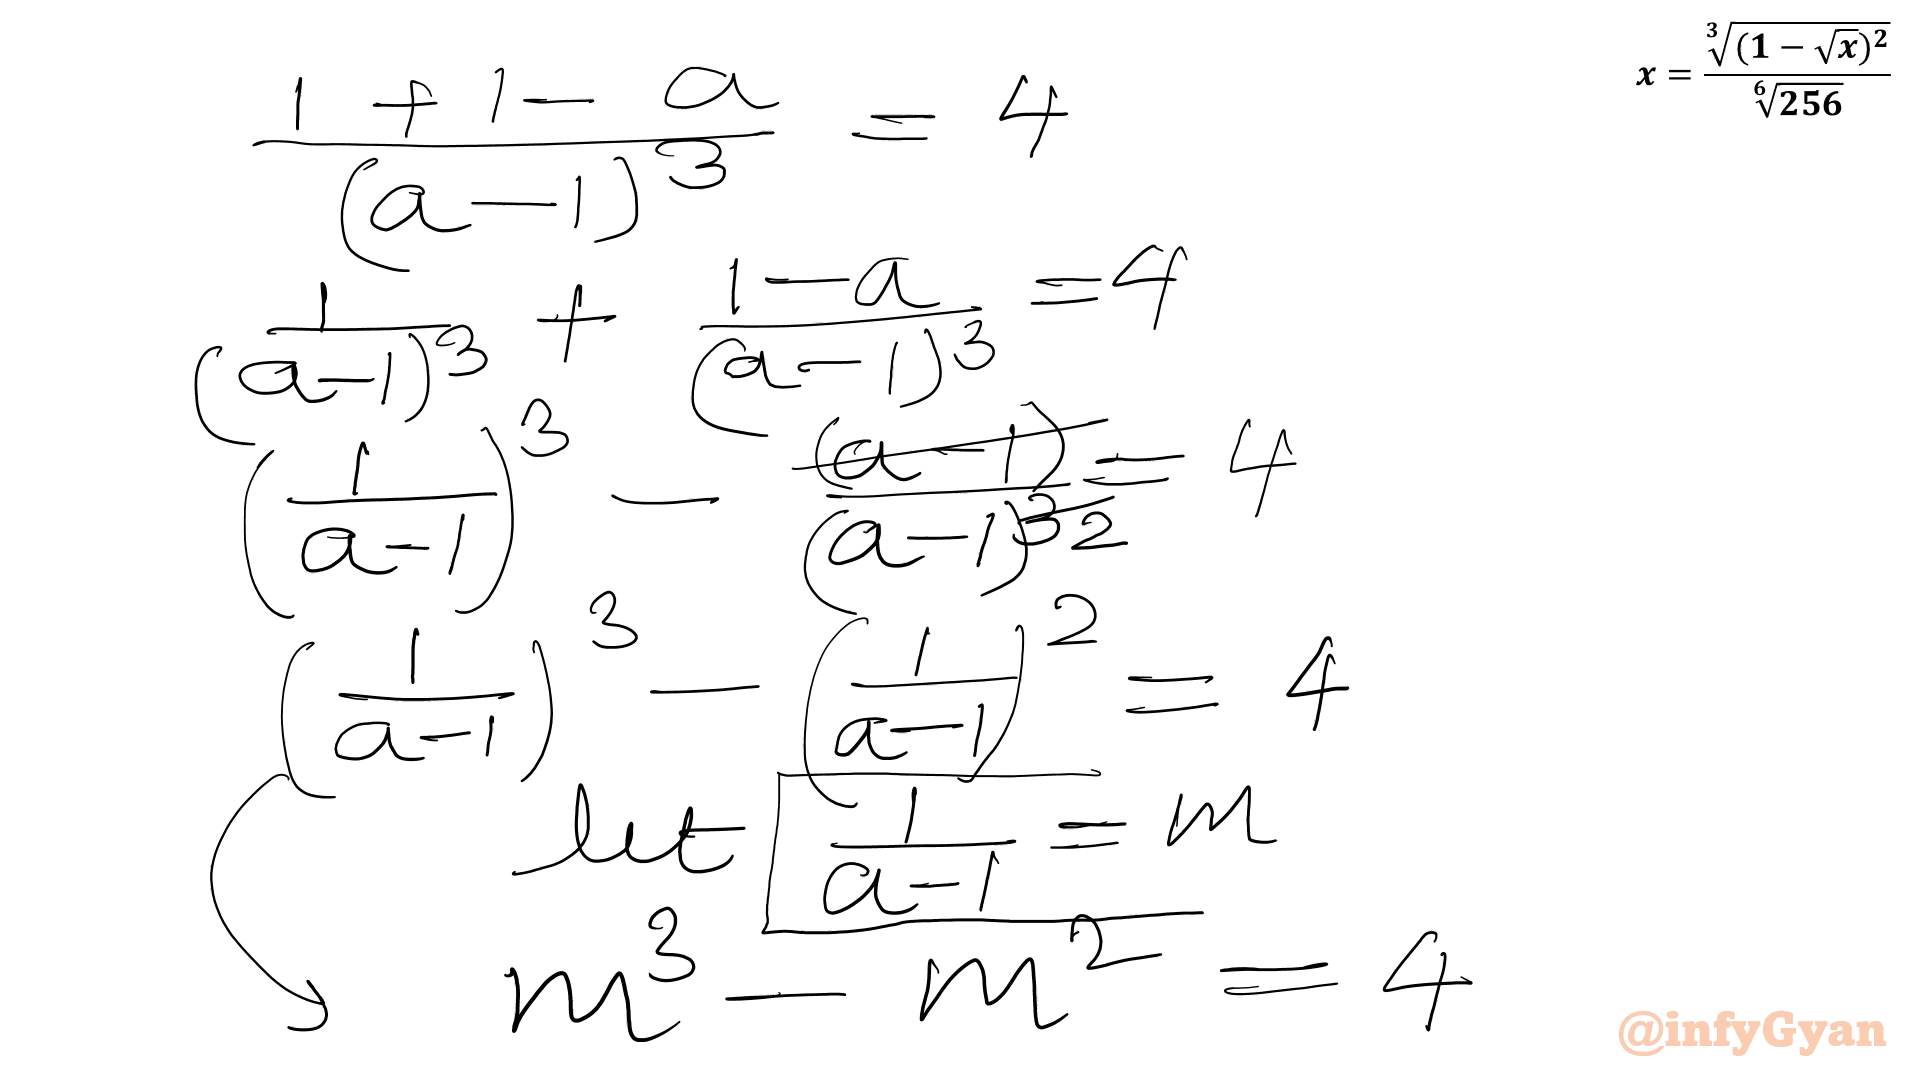 x = ∛((1 − √x)²) / ⁶√256
(1 + 1 − a) / (a − 1)³ = 4
1 / (a − 1)³ + (1 − a) / (a − 1)³ = 4
(1 / (a − 1))³ − (a − 1) / (a − 1)³ ² = 4
(1 / (a − 1))³ − (1 / (a − 1))² = 4
let 1 / (a − 1) = m
m³ − m² = 4
@infyGyan